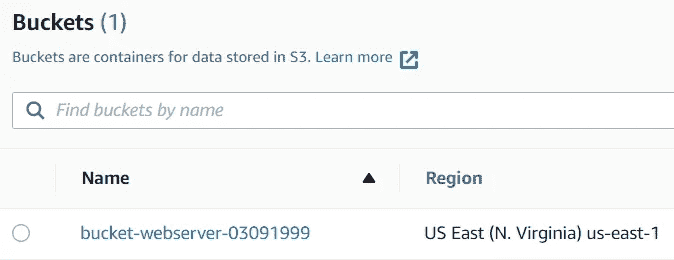 Buckets (1)
Buckets are containers for data stored in S3. Learn more
Find buckets by name
Name Region
bucket-webserver-03091999 US East (N. Virginia) us-east-1